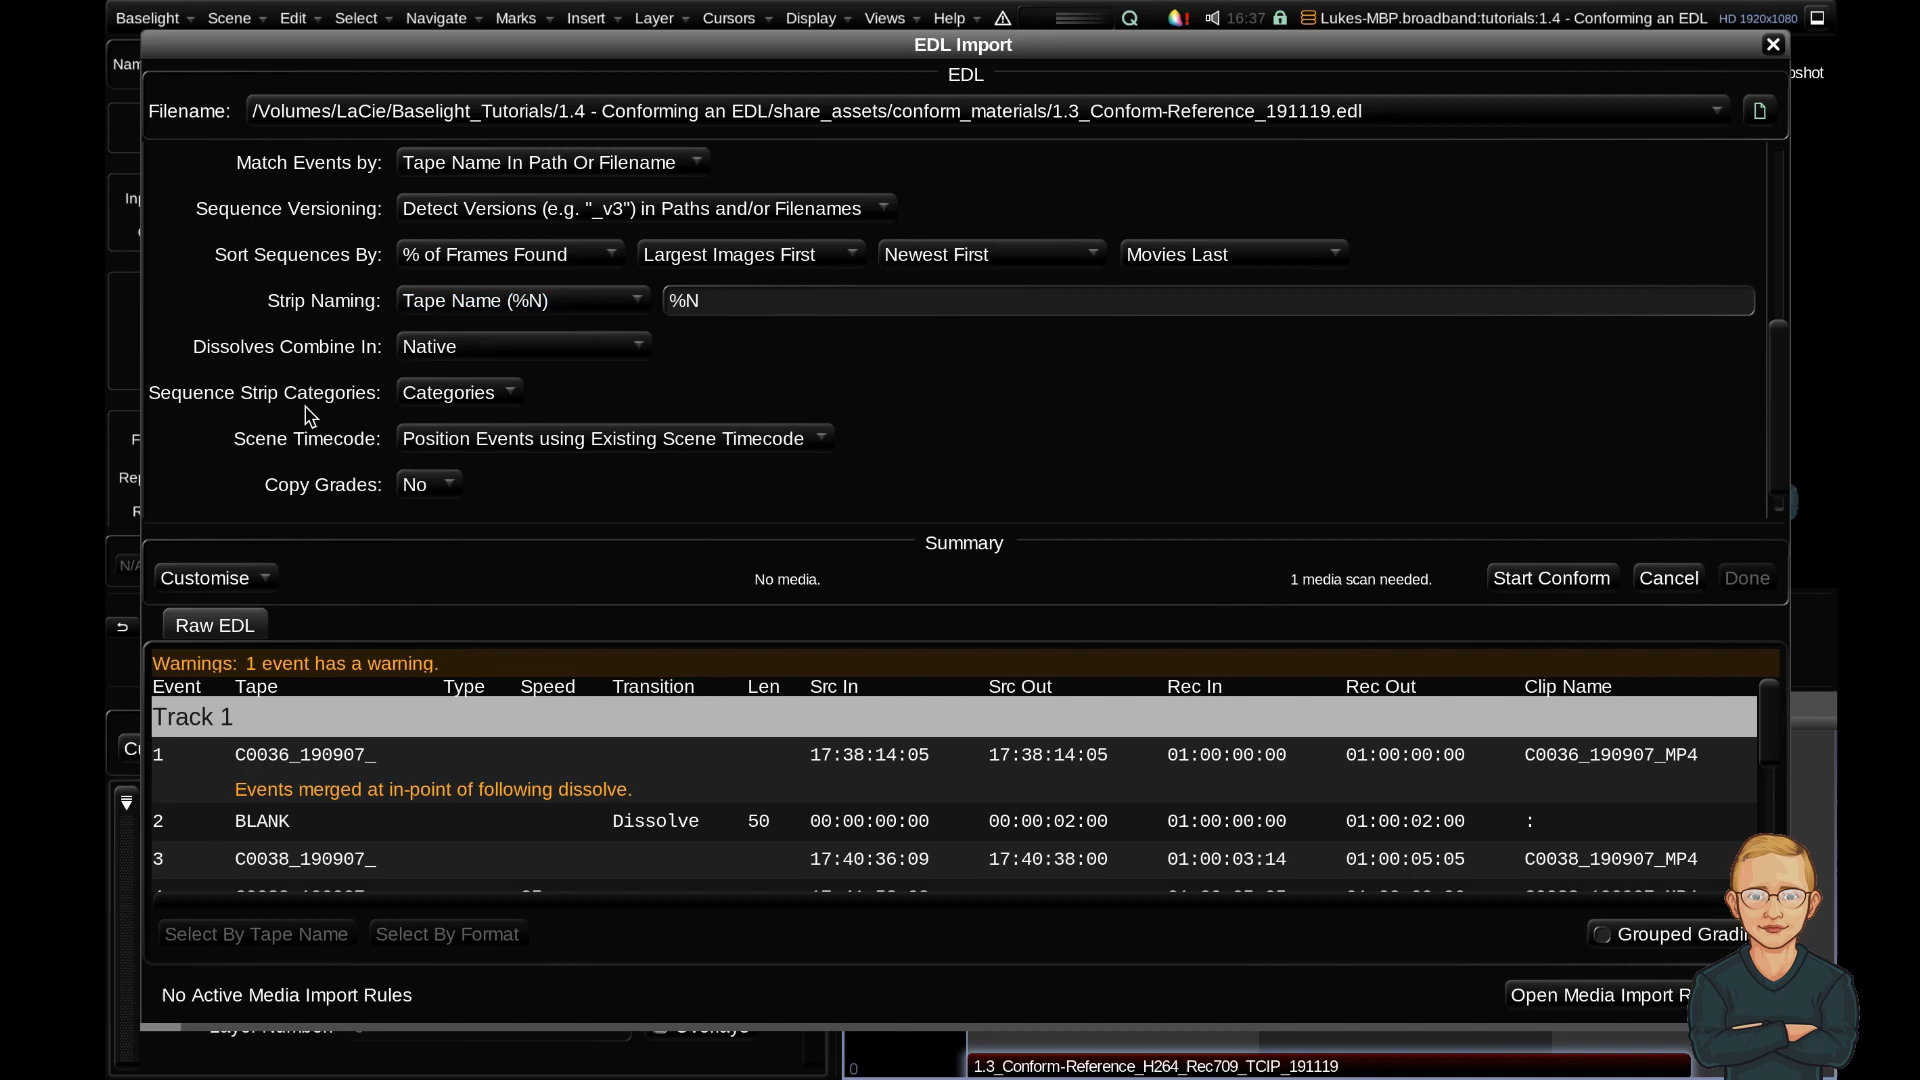 Baselight Scene Edit Select Navigate Marks Insert Layer Cursors Display Views Help 16:37 Lukes-MBP.broadband:tutorials:1.4 - Conforming an EDL HD 1920x1080
EDL Import
Nam
EDL
pshot
Filename: /Volumes/LaCie/Baselight_Tutorials/1.4 - Conforming an EDL/share_assets/conform_materials/1.3_Conform-Reference_191119.edl
Match Events by: Tape Name In Path Or Filename
Sequence Versioning: Detect Versions (e.g. "_v3") in Paths and/or Filenames
Sort Sequences By: % of Frames Found Largest Images First Newest First Movies Last
Strip Naming: Tape Name (%N) %N
Dissolves Combine In: Native
Sequence Strip Categories: Categories
Scene Timecode: Position Events using Existing Scene Timecode
Copy Grades: No
Summary
Customise No media. 1 media scan needed. Start Conform Cancel Done
Raw EDL
Warnings: 1 event has a warning.
Event Tape Type Speed Transition Len Src In Src Out Rec In Rec Out Clip Name
Track 1
1 C0036_190907_ 17:38:14:05 17:38:14:05 01:00:00:00 01:00:00:00 C0036_190907_MP4
Events merged at in-point of following dissolve.
2 BLANK Dissolve 50 00:00:00:00 00:00:02:00 01:00:00:00 01:00:02:00 :
3 C0038_190907_ 17:40:36:09 17:40:38:00 01:00:03:14 01:00:05:05 C0038_190907_MP4
Select By Tape Name Select By Format Grouped Gradi
No Active Media Import Rules Open Media Import R
0 1.3_Conform-Reference_H264_Rec709_TCIP_191119